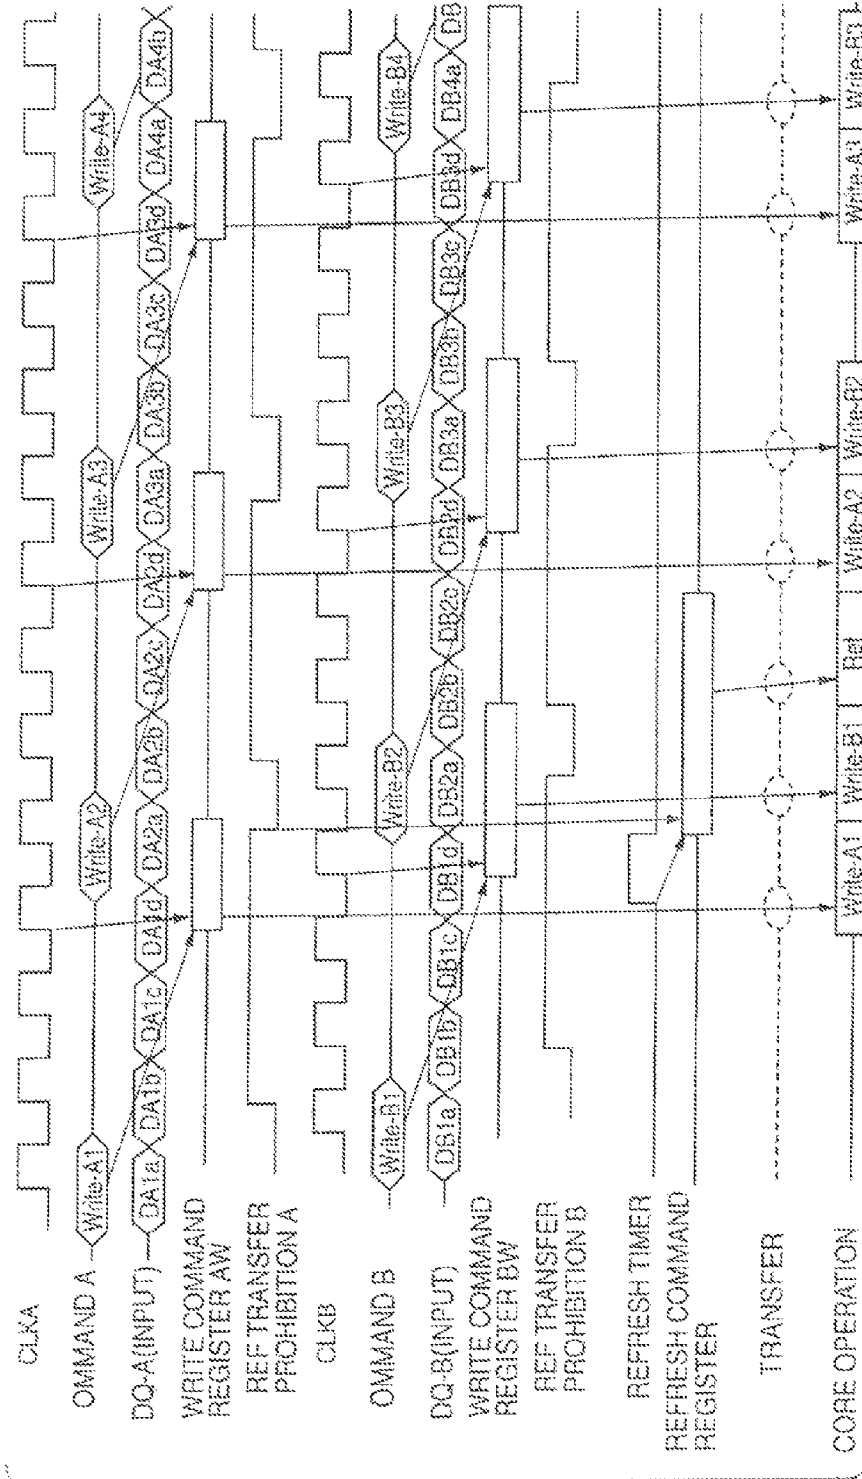 CLKA
OMMAND A
Write-A1 Write-A2 Write-A3 Write-A4
DQ-A(INPUT)
DA1a DA1b DA1c DA1d DA2a DA2b DA2c DA2d DA3a DA3b DA3c DA3d DA4a DA4b
WRITE COMMAND
REGISTER AW
REF TRANSFER
PROHIBITION A
CLKB
OMMAND B
Write-B1 Write-B2 Write-B3 Write-B4
DQ-B(INPUT)
DB1a DB1b DB1c DB1d DB2a DB2b DB2c DB2d DB3a DB3b DB3c DB3d DB4a DB
WRITE COMMAND
REGISTER BW
REF TRANSFER
PROHIBITION B
REFRESH TIMER
REFRESH COMMAND
REGISTER
TRANSFER
CORE OPERATION
Write-A1 Write-B1 Ref Write-A2 Write-B2 Write-A3 Write-B3